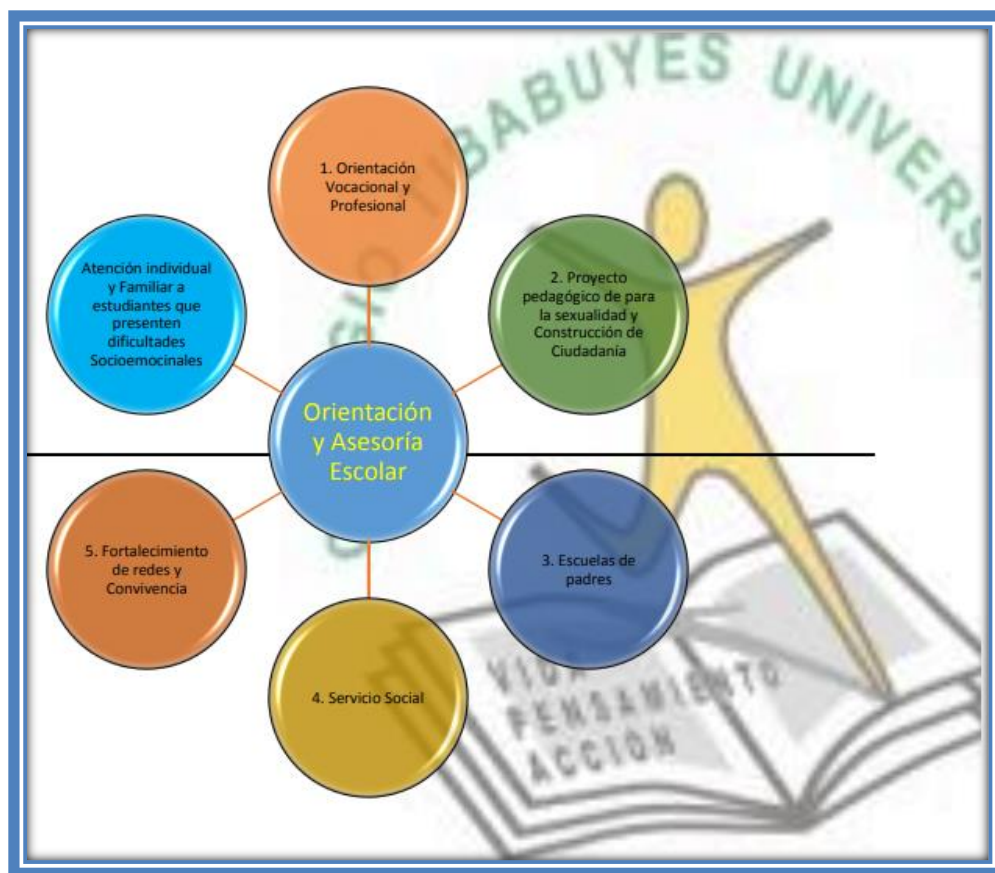 BABUYES UNIVERS
1. Orientación
Vocacional y
Profesional
Atención individual
y Familiar a
estudiantes que
presenten
dificultades
Socioemocinales
2. Proyecto
pedagógico de para
la sexualidad y
Construcción de
Ciudadanía
Orientación
y Asesoría
Escolar
5. Fortalecimiento
de redes y
Convivencia
3. Escuelas de
padres
4. Servicio Social
VIDA
PENSAMIENTO
ACCION